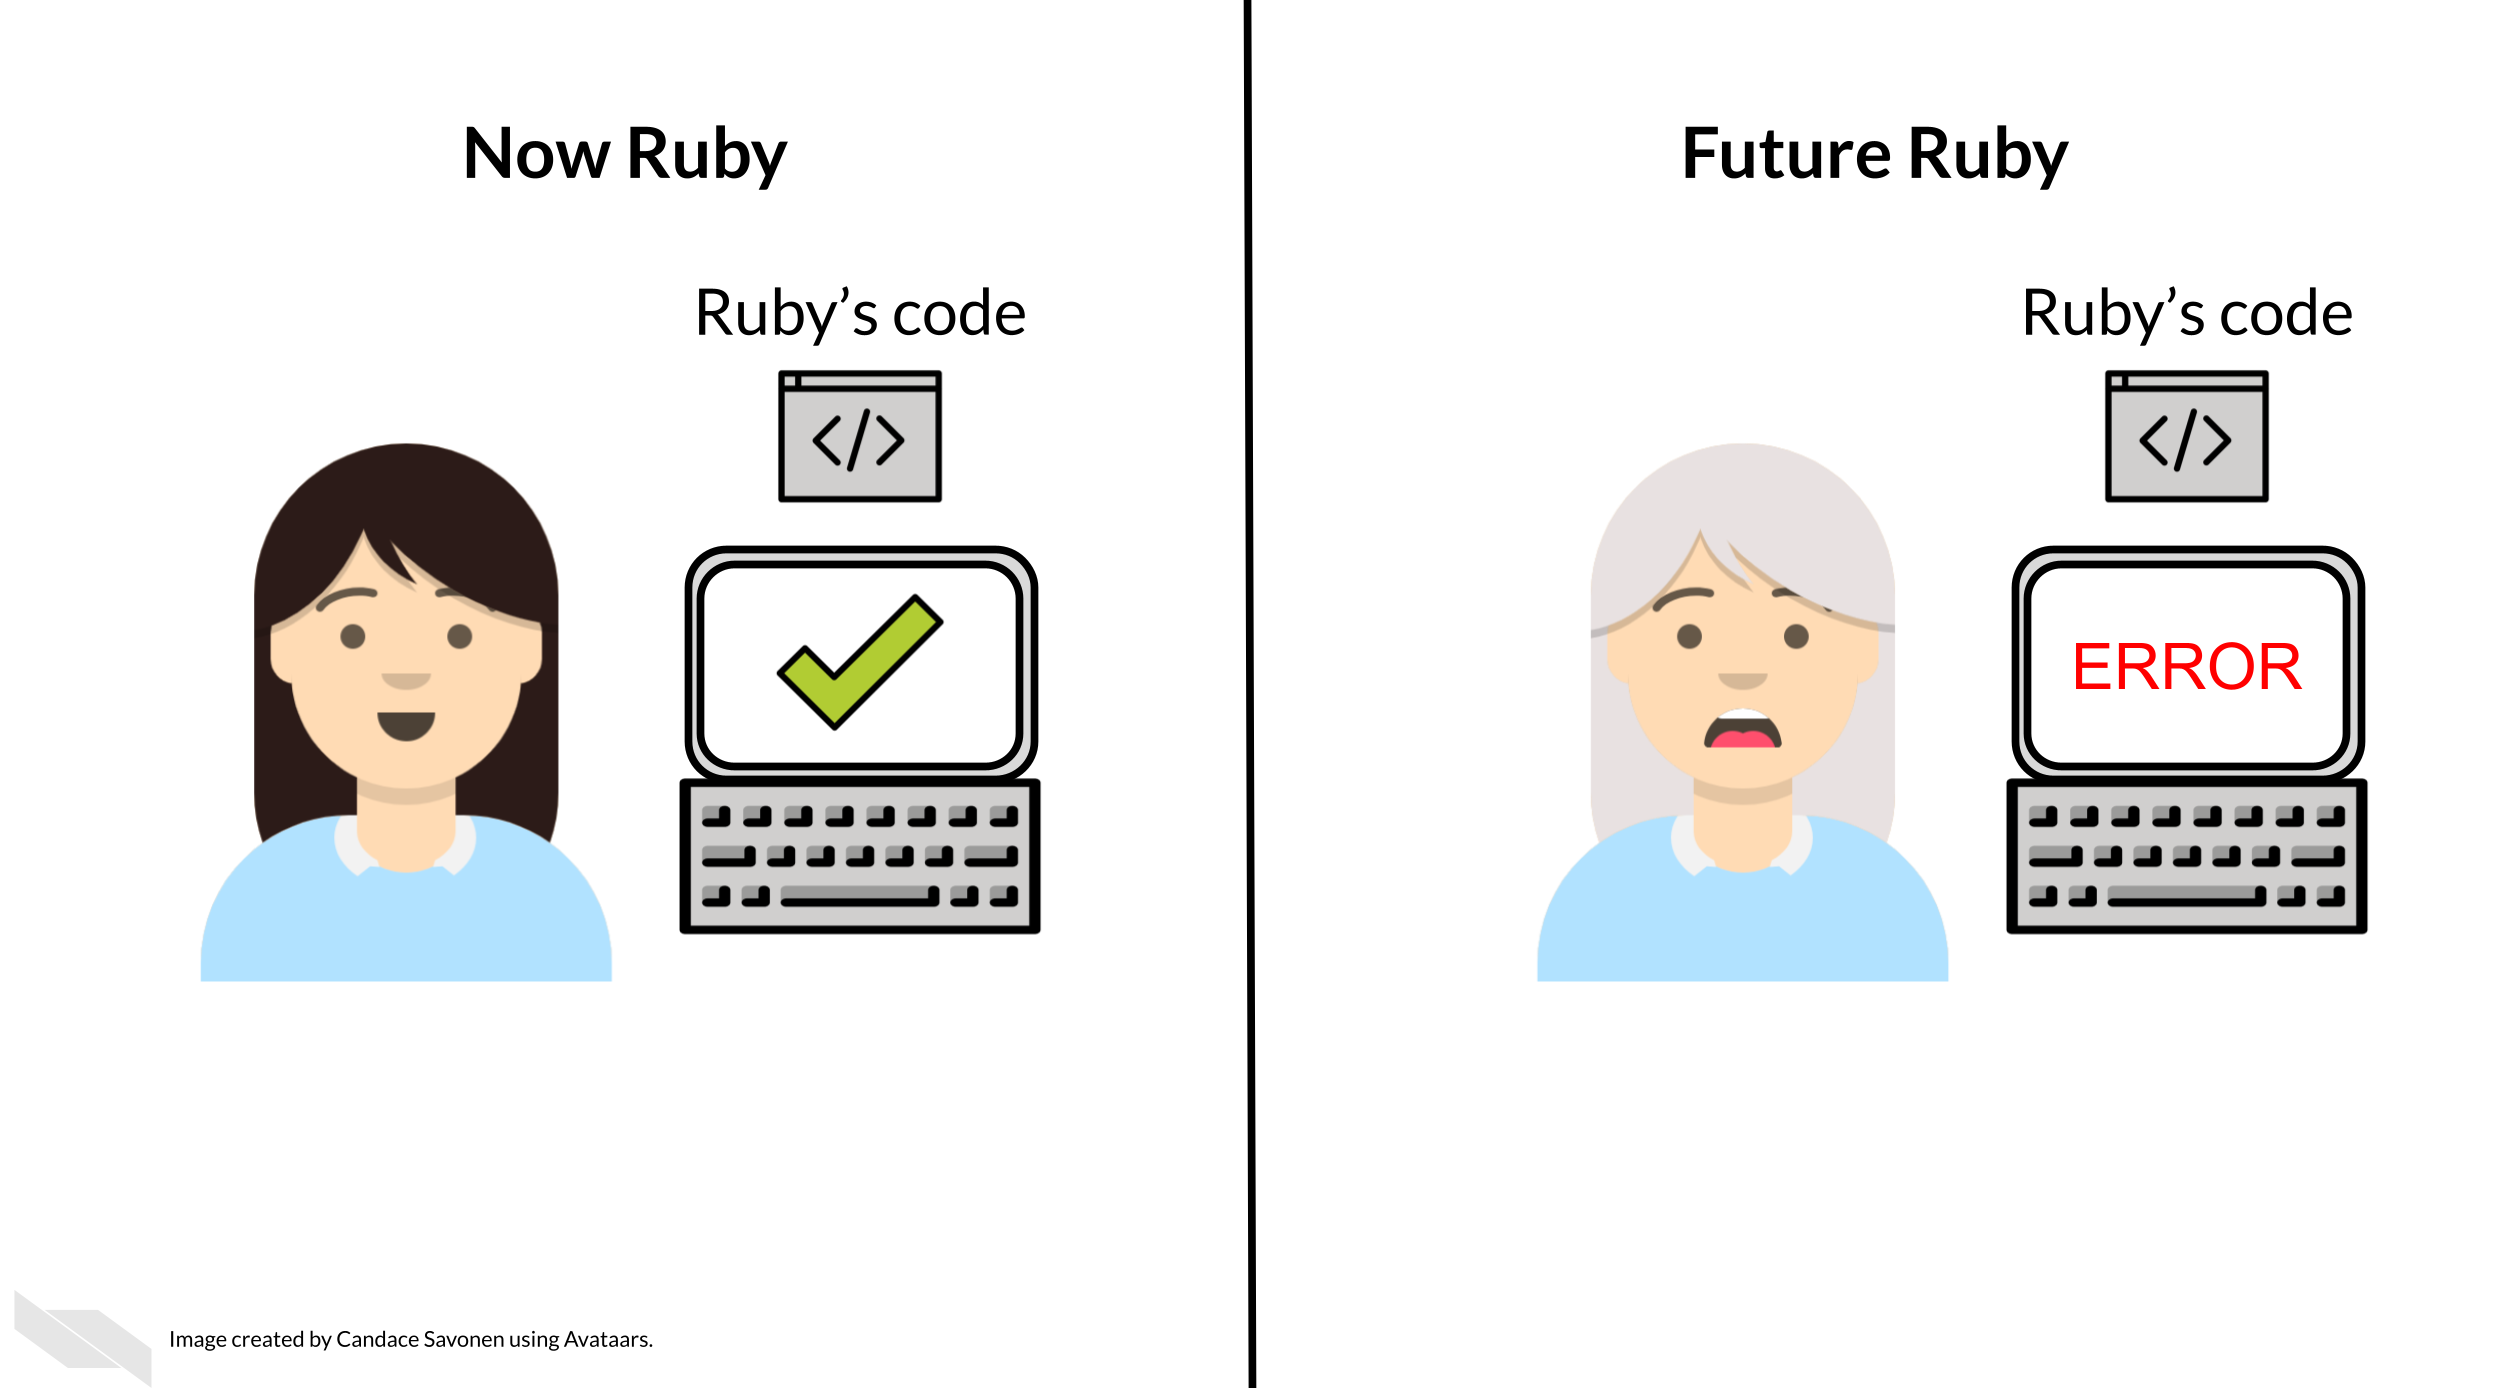 Now Ruby
Ruby’s code
</>
Future Ruby
Ruby’s code
</>
ERROR
Image created by Candace Savonen using Avataars.